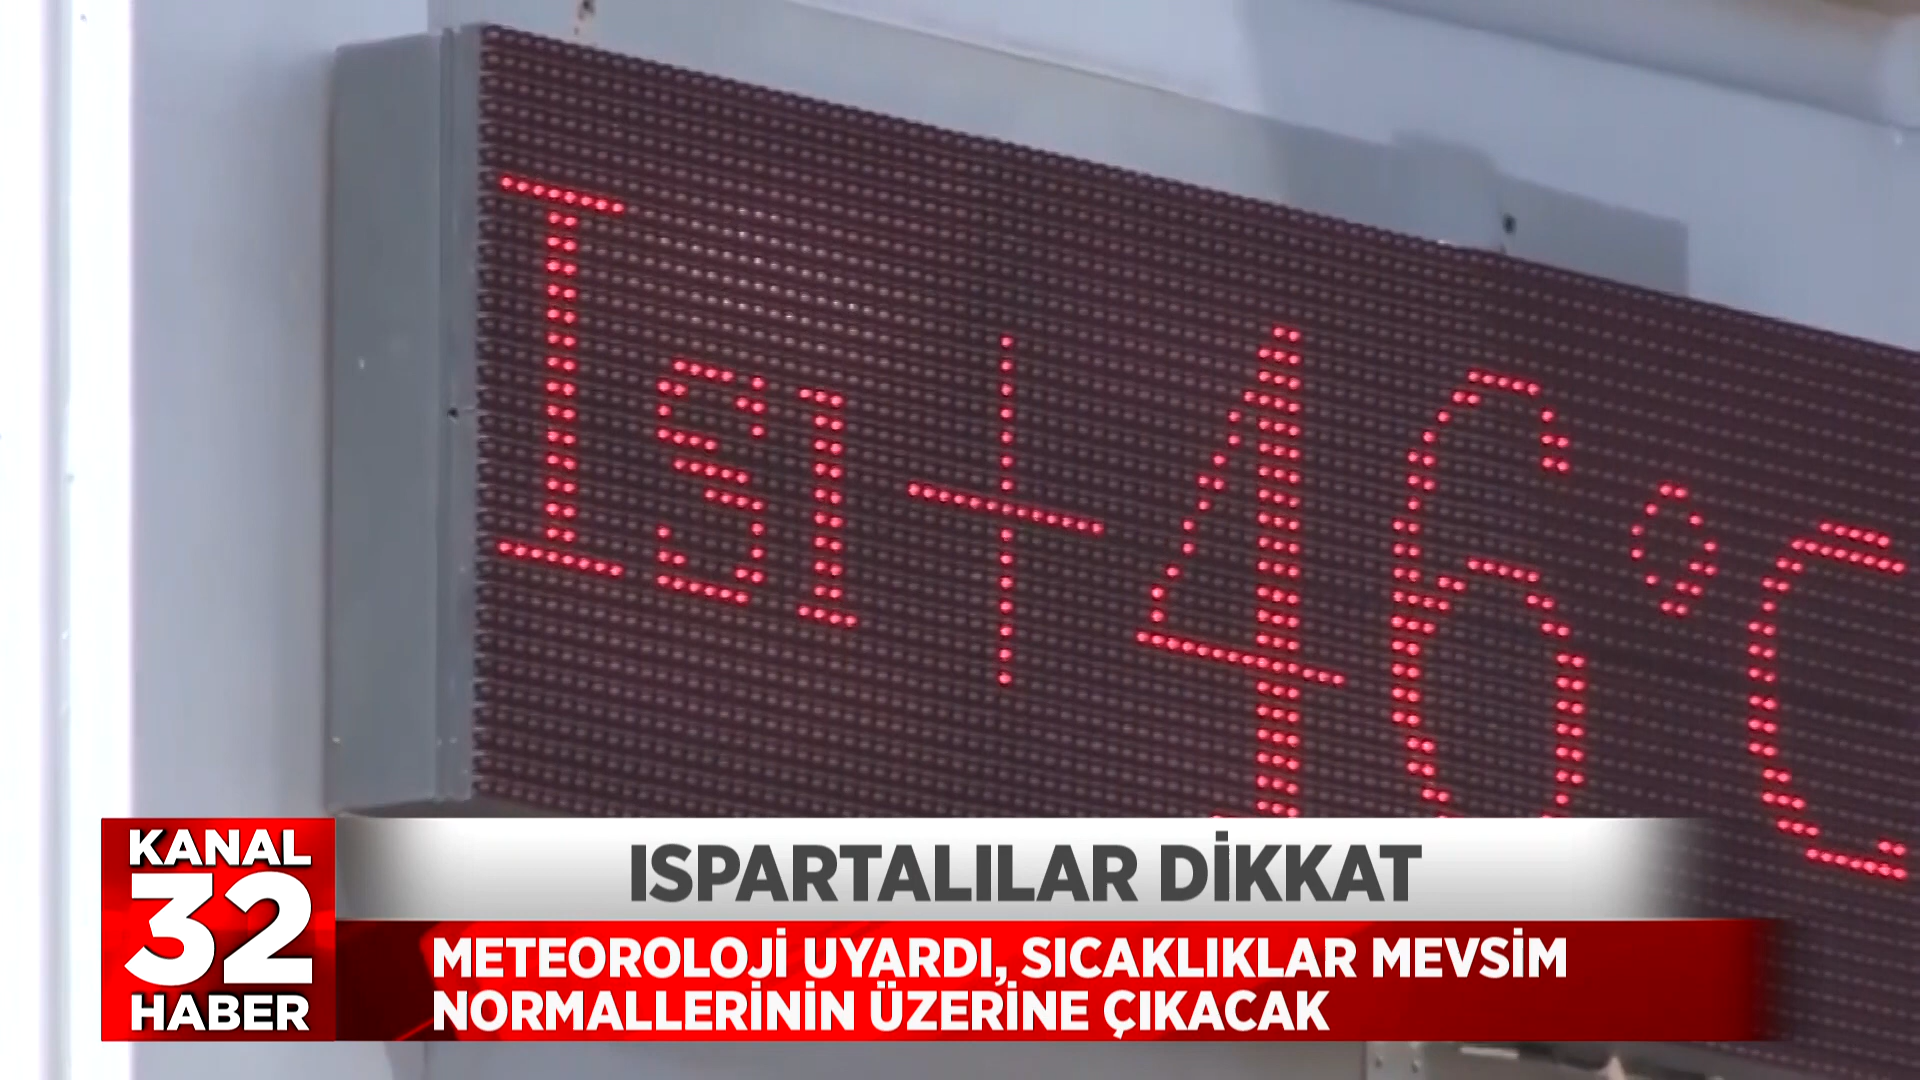 Isı +46°C
KANAL
32
HABER
ISPARTALILAR DİKKAT
METEOROLOJİ UYARDI, SICAKLIKLAR MEVSİM
NORMALLERİNİN ÜZERİNE ÇIKACAK